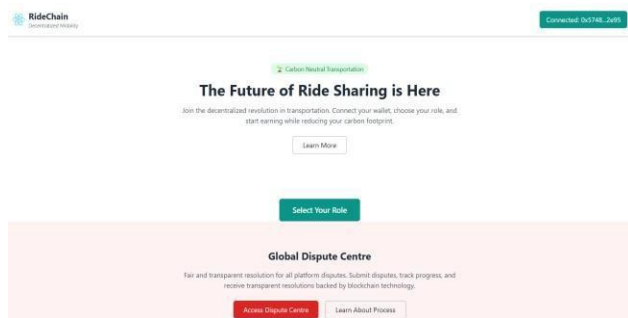 RideChain
Decentralized Mobility
Connected: 0x5748...2e95
Carbon Neutral Transportation
The Future of Ride Sharing is Here
Join the decentralized revolution in transportation. Connect your wallet, choose your role, and
start earning while reducing your carbon footprint.
Learn More
Select Your Role
Global Dispute Centre
Fair and transparent resolution for all platform disputes. Submit disputes, track progress, and
receive transparent resolutions backed by blockchain technology.
Access Dispute Centre
Learn About Process